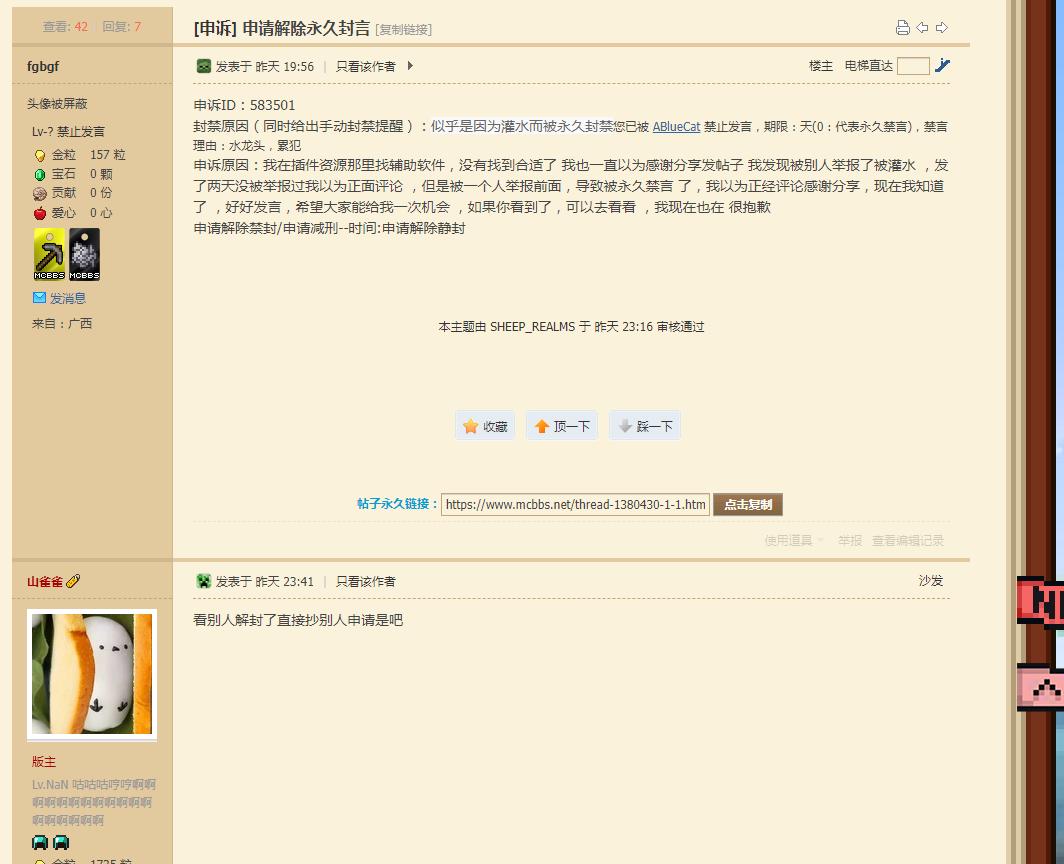 查看: 42 | 回复: 7
[申诉] 申请解除永久封言 [复制链接]
fgbgf
发表于 昨天 19:56 | 只看该作者
楼主 电梯直达
头像被屏蔽
Lv-? 禁止发言
金粒 157 粒
宝石 0 颗
贡献 0 份
爱心 0 心
MCBBS MCBBS
发消息
来自：广西
申诉ID：583501
封禁原因（同时给出手动封禁提醒）：似乎是因为灌水而被永久封禁您已被 ABlueCat 禁止发言，期限：天(0：代表永久禁言)，禁言
理由：水龙头，累犯
申诉原因：我在插件资源那里找辅助软件，没有找到合适了 我也一直以为感谢分享发帖子 我发现被别人举报了被灌水 ，发
了两天没被举报过我以为正面评论 ，但是被一个人举报前面，导致被永久禁言 了，我以为正经评论感谢分享，现在我知道
了 ，好好发言，希望大家能给我一次机会 ，如果你看到了，可以去看看 ，我现在也在 很抱歉
申请解除禁封/申请减刑--时间:申请解除静封
本主题由 SHEEP_REALMS 于 昨天 23:16 审核通过
收藏 顶一下 踩一下
帖子永久链接： https://www.mcbbs.net/thread-1380430-1-1.htm 点击复制
使用道具 举报 查看编辑记录
山雀雀
发表于 昨天 23:41 | 只看该作者
沙发
看别人解封了直接抄别人申请是吧
版主
Lv.NaN 咕咕咕哼哼啊啊
啊啊啊啊啊啊啊啊啊啊
啊啊啊啊啊啊
金粒 1725 粒